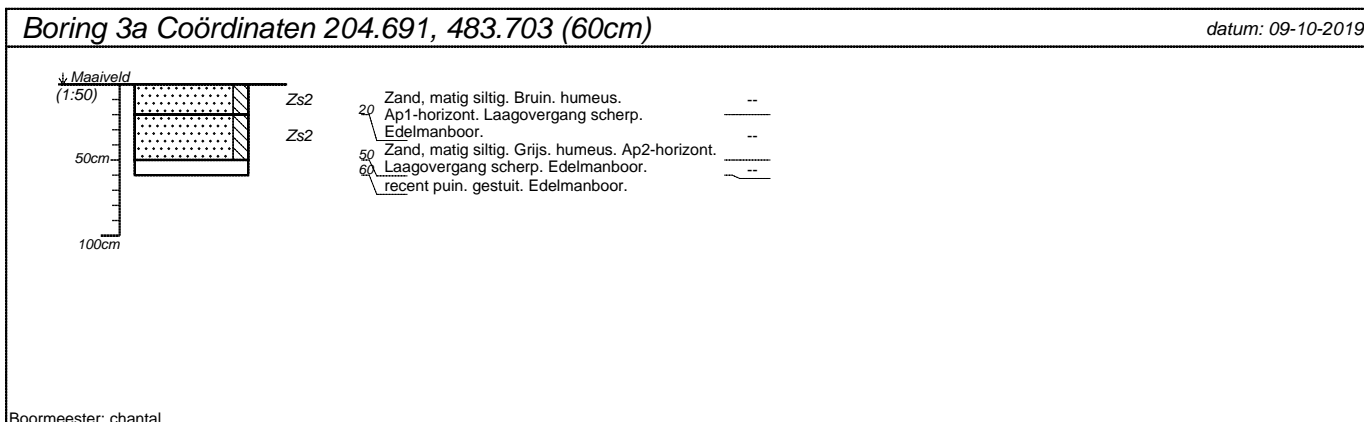 Boring 3a Coördinaten 204.691, 483.703 (60cm)
datum: 09-10-2019
Maaiveld
(1:50)
50cm
100cm
Zs2
Zs2
20
50
60
Zand, matig siltig. Bruin. humeus.
Ap1-horizont. Laagovergang scherp.
Edelmanboor.
Zand, matig siltig. Grijs. humeus. Ap2-horizont.
Laagovergang scherp. Edelmanboor.
recent puin. gestuit. Edelmanboor.
--
--
--
Boormeester: chantal